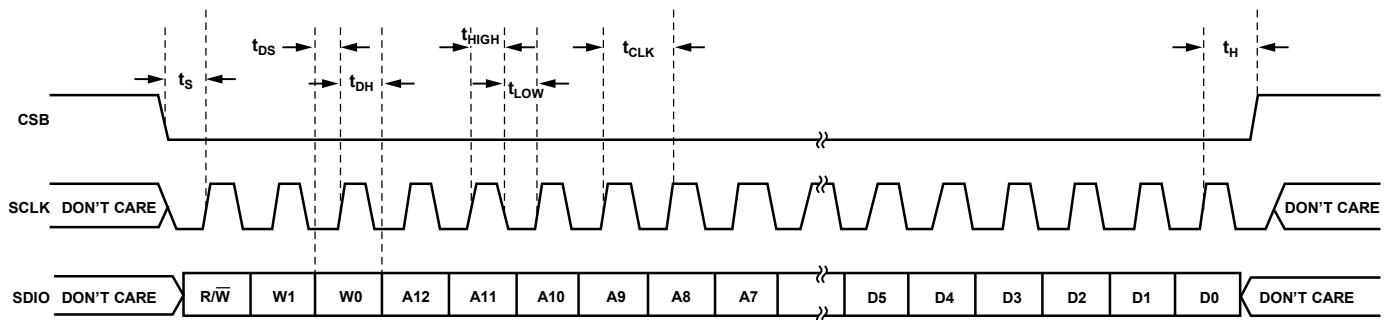 tDS
tHIGH
tCLK
tH
tS
tDH
tLOW
CSB
SCLK DON'T CARE
DON'T CARE
SDIO DON'T CARE R/W̅ W1 W0 A12 A11 A10 A9 A8 A7 D5 D4 D3 D2 D1 D0 DON'T CARE